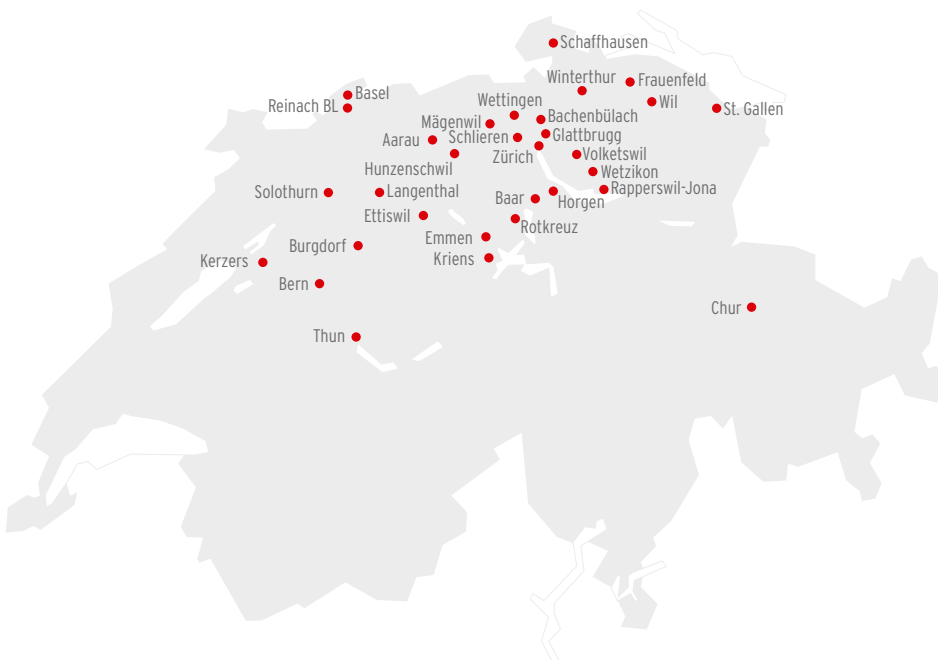 Schaffhausen
Winterthur
Frauenfeld
Basel
Reinach BL
Wettingen
Wil
St. Gallen
Mägenwil
Bachenbülach
Aarau
Schlieren
Glattbrugg
Zürich
Volketswil
Hunzenschwil
Wetzikon
Solothurn
Langenthal
Baar
Horgen
Rapperswil-Jona
Ettiswil
Rotkreuz
Emmen
Burgdorf
Kriens
Kerzers
Bern
Chur
Thun